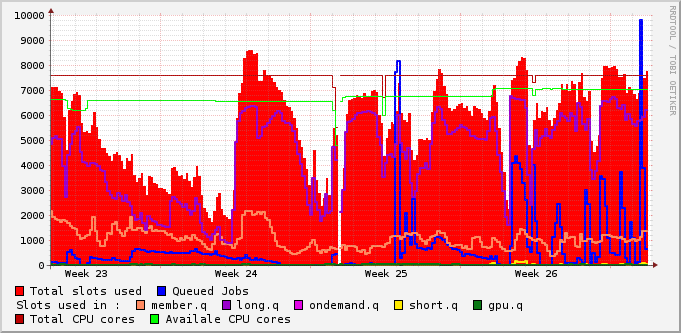 10000
9000
8000
7000
6000
5000
4000
3000
2000
1000
0
Week 23 Week 24 Week 25 Week 26
Total slots used Queued Jobs
Slots used in : member.q long.q ondemand.q short.q gpu.q
Total CPU cores Availale CPU cores
RRDTOOL / TOBI OETIKER